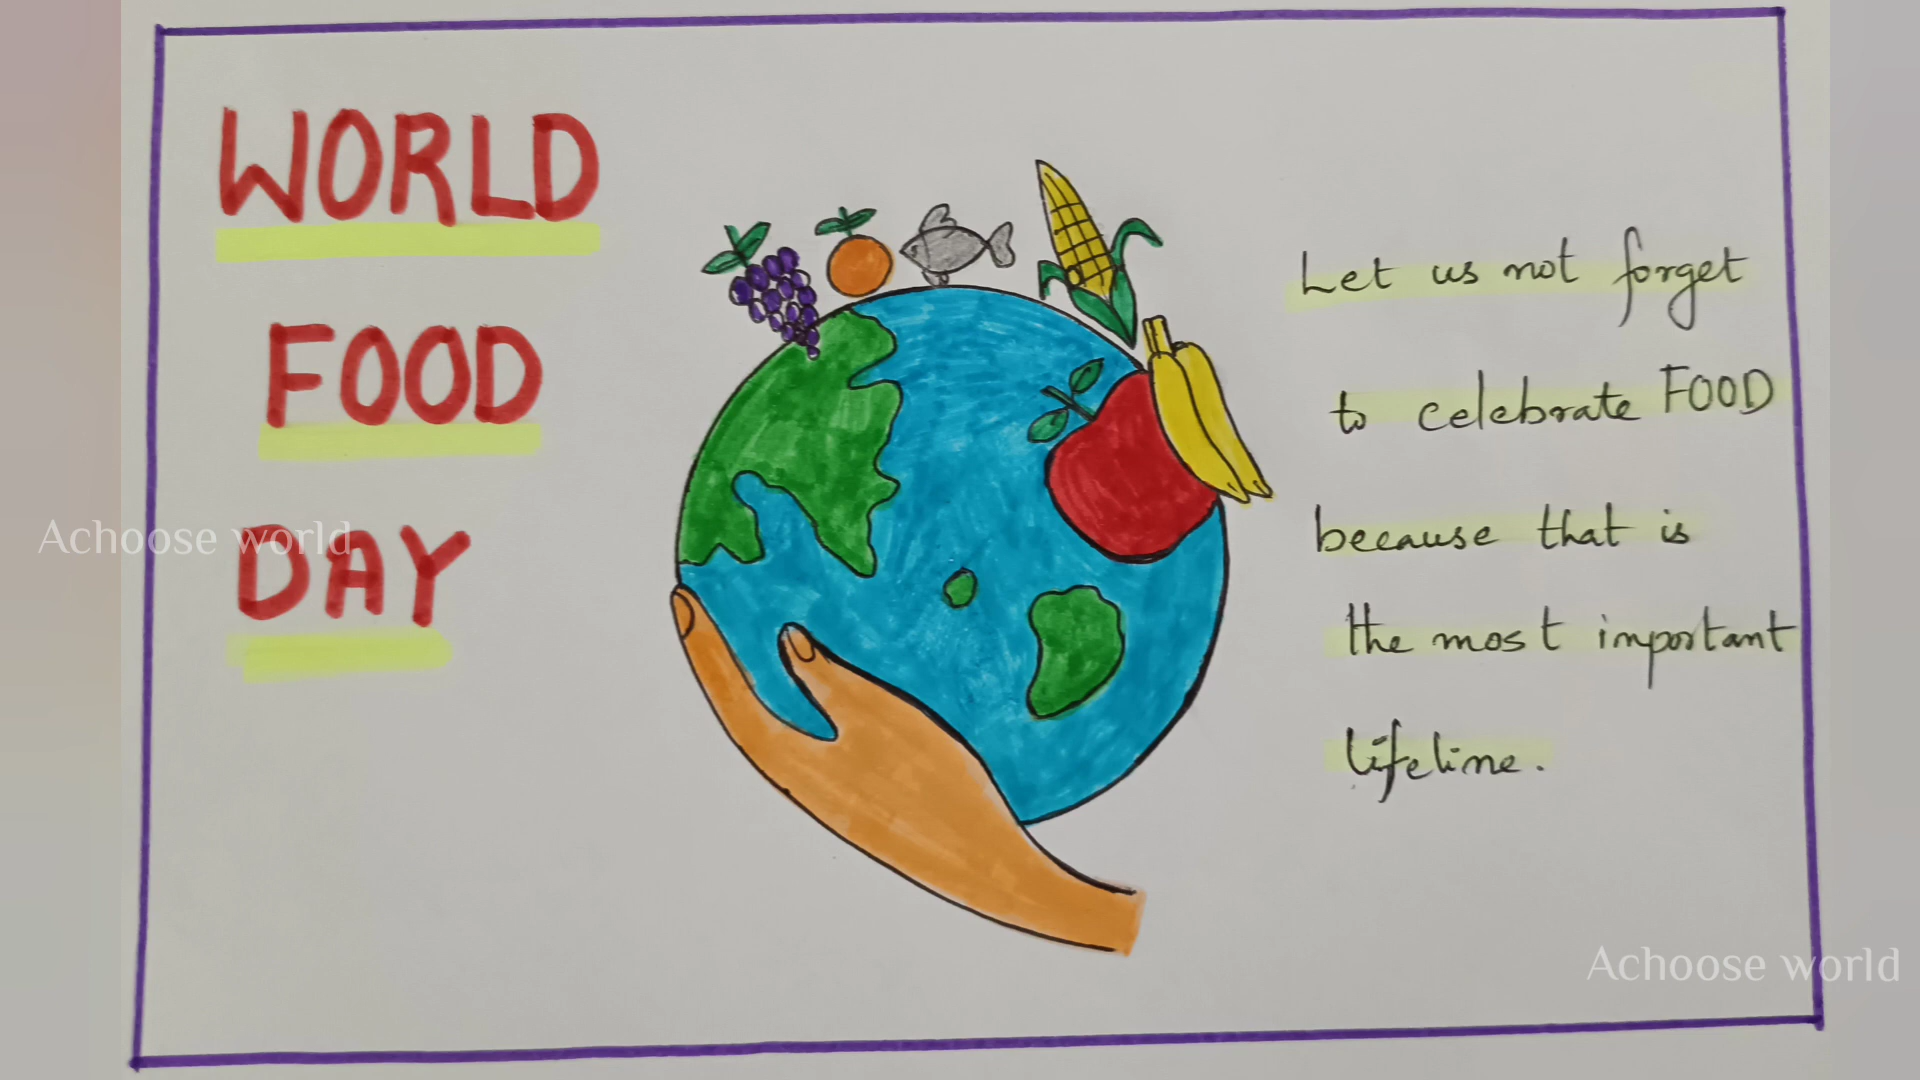 WORLD
FOOD
DAY
Let us not forget
to celebrate FOOD
because that is
the most important
lifeline.
Achoose world
Achoose world